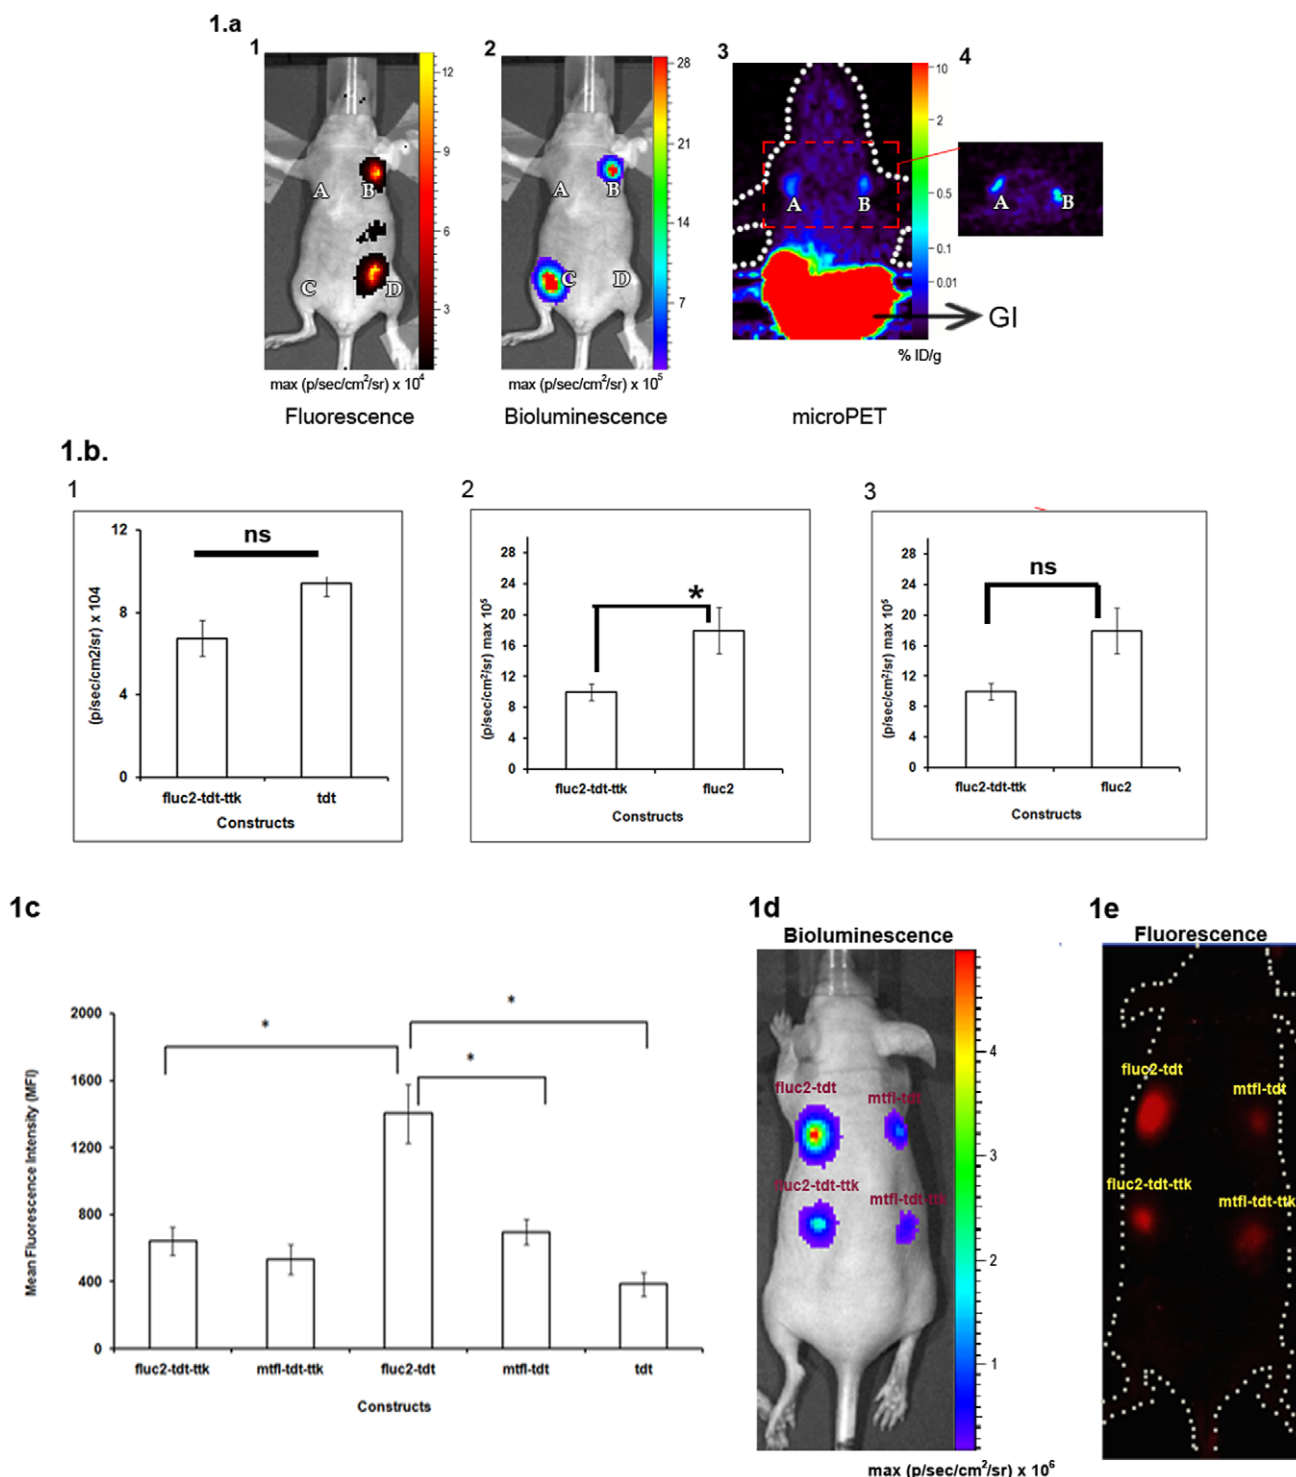 1.a
1
2
3
4
12
9
6
3
28
21
14
7
10
2
0.5
0.1
0.01
A
B
C
D
A
B
C
D
A
B
A
B
GI
% ID/g
max (p/sec/cm²/sr) x 10⁴
max (p/sec/cm²/sr) x 10⁵
Fluorescence
Bioluminescence
microPET
1.b.
1
(p/sec/cm2/sr) x 104
12
8
4
0
ns
fluc2-tdt-ttk
tdt
Constructs
2
(p/sec/cm²/sr) max 10⁵
28
24
20
16
12
8
4
0
*
fluc2-tdt-ttk
fluc2
Constructs
3
(p/sec/cm²/sr) max 10⁵
28
24
20
16
12
8
4
0
ns
fluc2-tdt-ttk
fluc2
Constructs
1c
Mean Fluorescence Intensity (MFI)
2000
1600
1200
800
400
0
*
*
*
fluc2-tdt-ttk
mtfl-tdt-ttk
fluc2-tdt
mtfl-tdt
tdt
Constructs
1d
Bioluminescence
fluc2-tdt
mtfl-tdt
fluc2-tdt-ttk
mtfl-tdt-ttk
4
3
2
1
max (p/sec/cm²/sr) x 10⁶
1e
Fluorescence
fluc2-tdt
mtfl-tdt
fluc2-tdt-ttk
mtfl-tdt-ttk